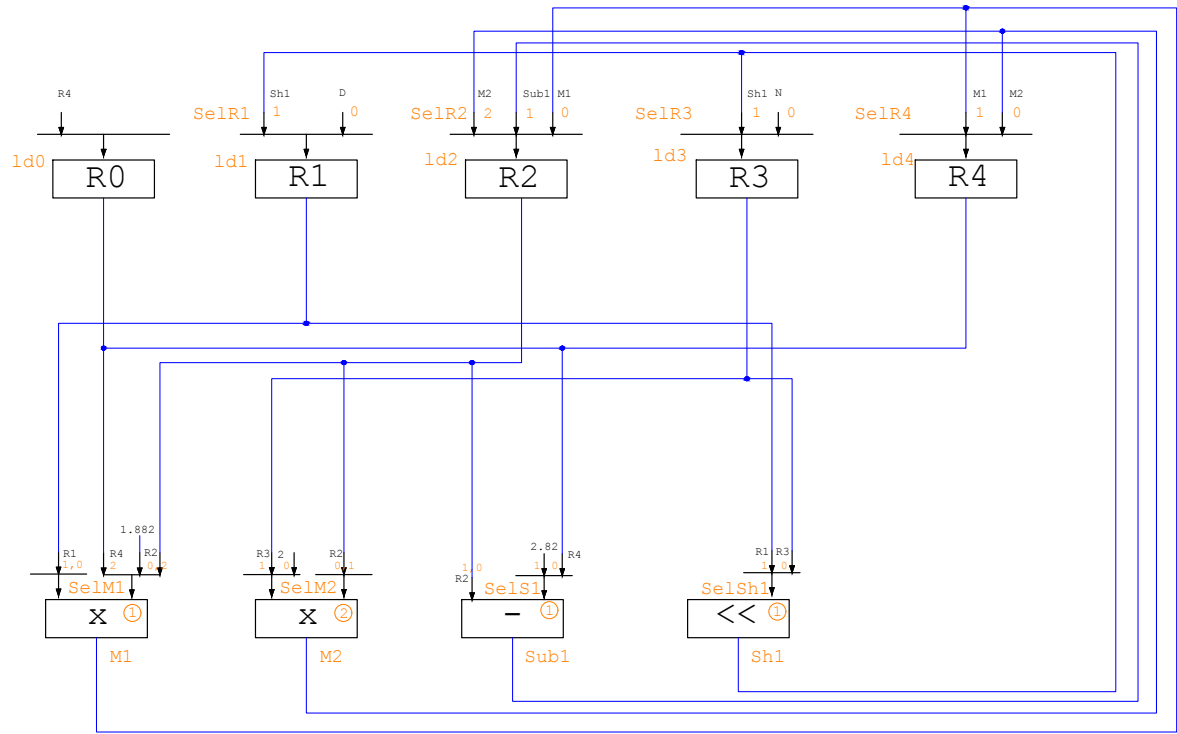 R4 Sh1 D M2 Sub1 M1 Sh1 N M1 M2
SelR1 1 0 SelR2 2 1 0 SelR3 1 0 SelR4 1 0
ld0 ld1 ld2 ld3 ld4
R0 R1 R2 R3 R4
1.882 2.82
R1 R4 R2 R3 2 R2 R4 R1 R3
1,0 2 1 0 0,1 1,0 1 0 1 0
R2
SelM1 SelM2 SelS1 SelSh1
x 1 x 2 - 1 << 1
M1 M2 Sub1 Sh1